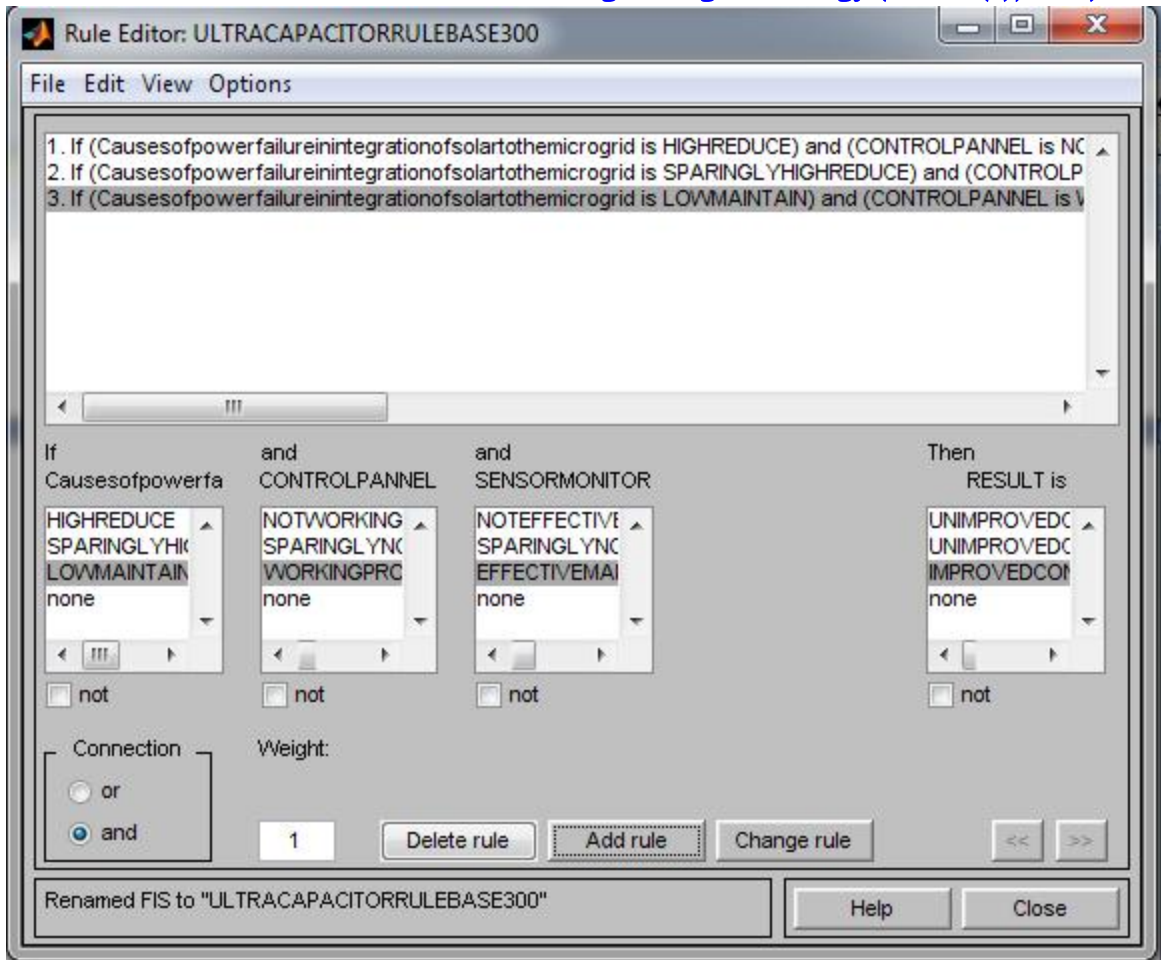 Rule Editor: ULTRACAPACITORRULEBASE300
File Edit View Options
1. If (Causesofpowerfailureinintegrationofsolartothemicrogrid is HIGHREDUCE) and (CONTROLPANNEL is NO
2. If (Causesofpowerfailureinintegrationofsolartothemicrogrid is SPARINGLYHIGHREDUCE) and (CONTROLP
3. If (Causesofpowerfailureinintegrationofsolartothemicrogrid is LOWMAINTAIN) and (CONTROLPANNEL is
If and and Then
Causesofpowerfa CONTROLPANNEL SENSORMONITOR RESULT is
HIGHREDUCE NOTWORKING NOTEFFECTIVE UNIMPROVEDC
SPARINGLYHI SPARINGLYNO SPARINGLYNO UNIMPROVEDC
LOWMAINTAIN WORKINGPRO EFFECTIVEMAI IMPROVEDCON
none none none none
not not not not
Connection Weight:
or
and 1 Delete rule Add rule Change rule << >>
Renamed FIS to "ULTRACAPACITORRULEBASE300" Help Close